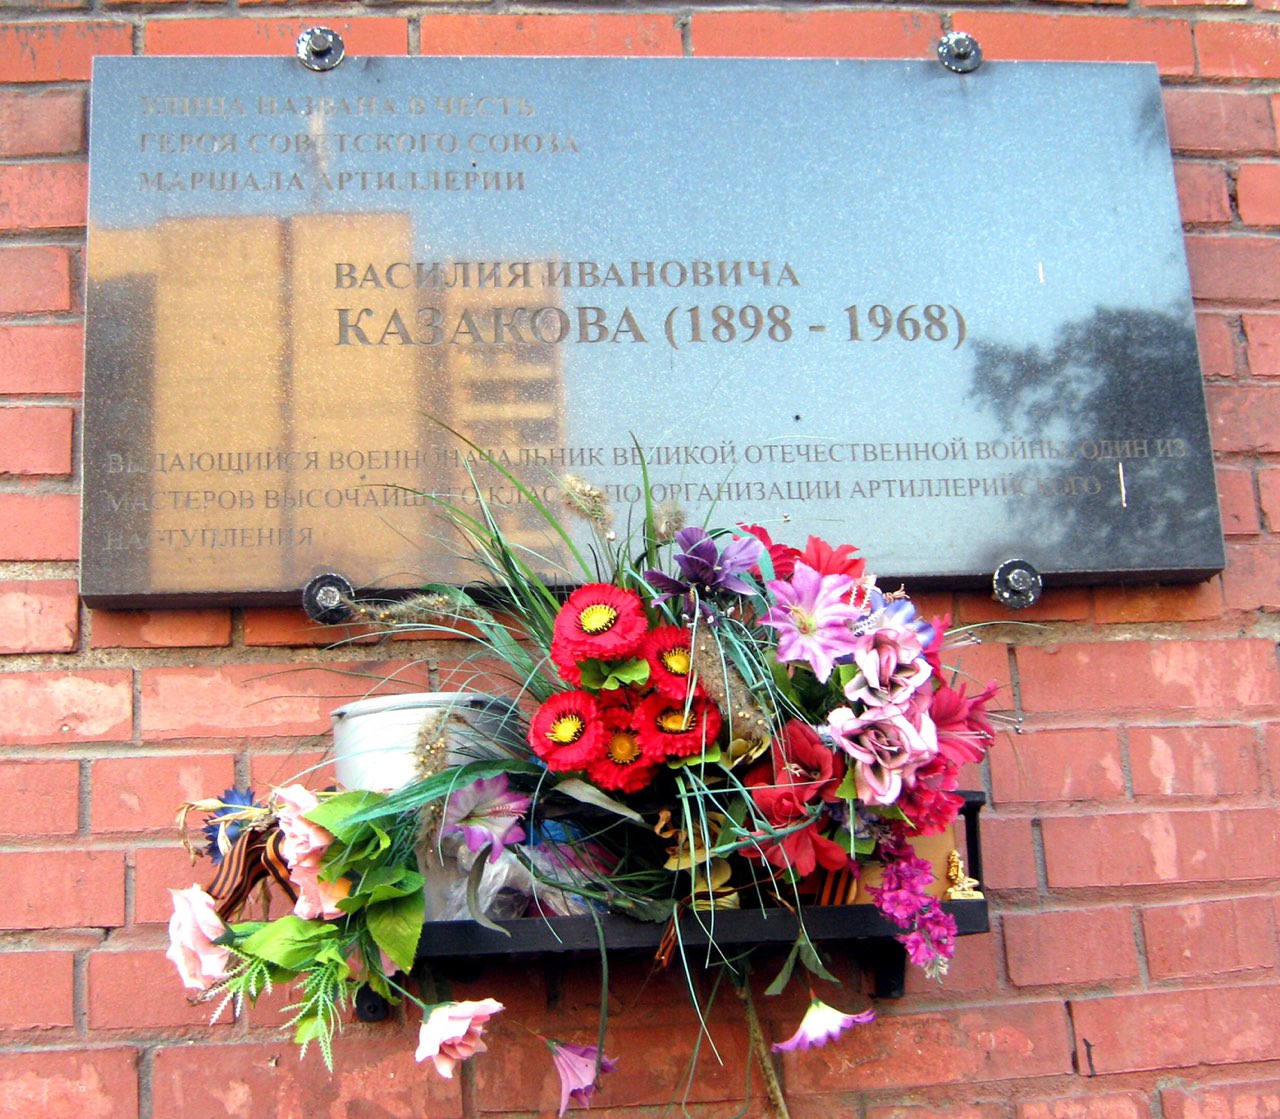 УЛИЦА НАЗВАНА В ЧЕСТЬ
ГЕРОЯ СОВЕТСКОГО СОЮЗА
МАРШАЛА АРТИЛЛЕРИИ
ВАСИЛИЯ ИВАНОВИЧА
КАЗАКОВА (1898 - 1968)
ВЫДАЮЩИЙСЯ ВОЕННОНАЧАЛЬНИК ВЕЛИКОЙ ОТЕЧЕСТВЕННОЙ ВОЙНЫ, ОДИН ИЗ
МАСТЕРОВ ВЫСОЧАЙШЕГО КЛАССА ПО ОРГАНИЗАЦИИ АРТИЛЛЕРИЙСКОГО
НАСТУПЛЕНИЯ